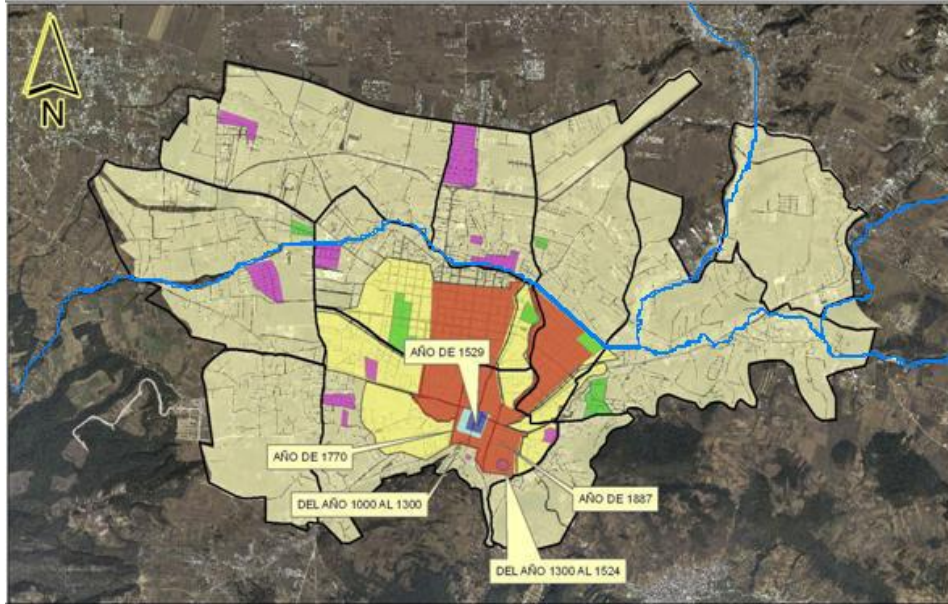 N
AÑO DE 1529
AÑO DE 1770
DEL AÑO 1000 AL 1300
AÑO DE 1887
DEL AÑO 1300 AL 1524